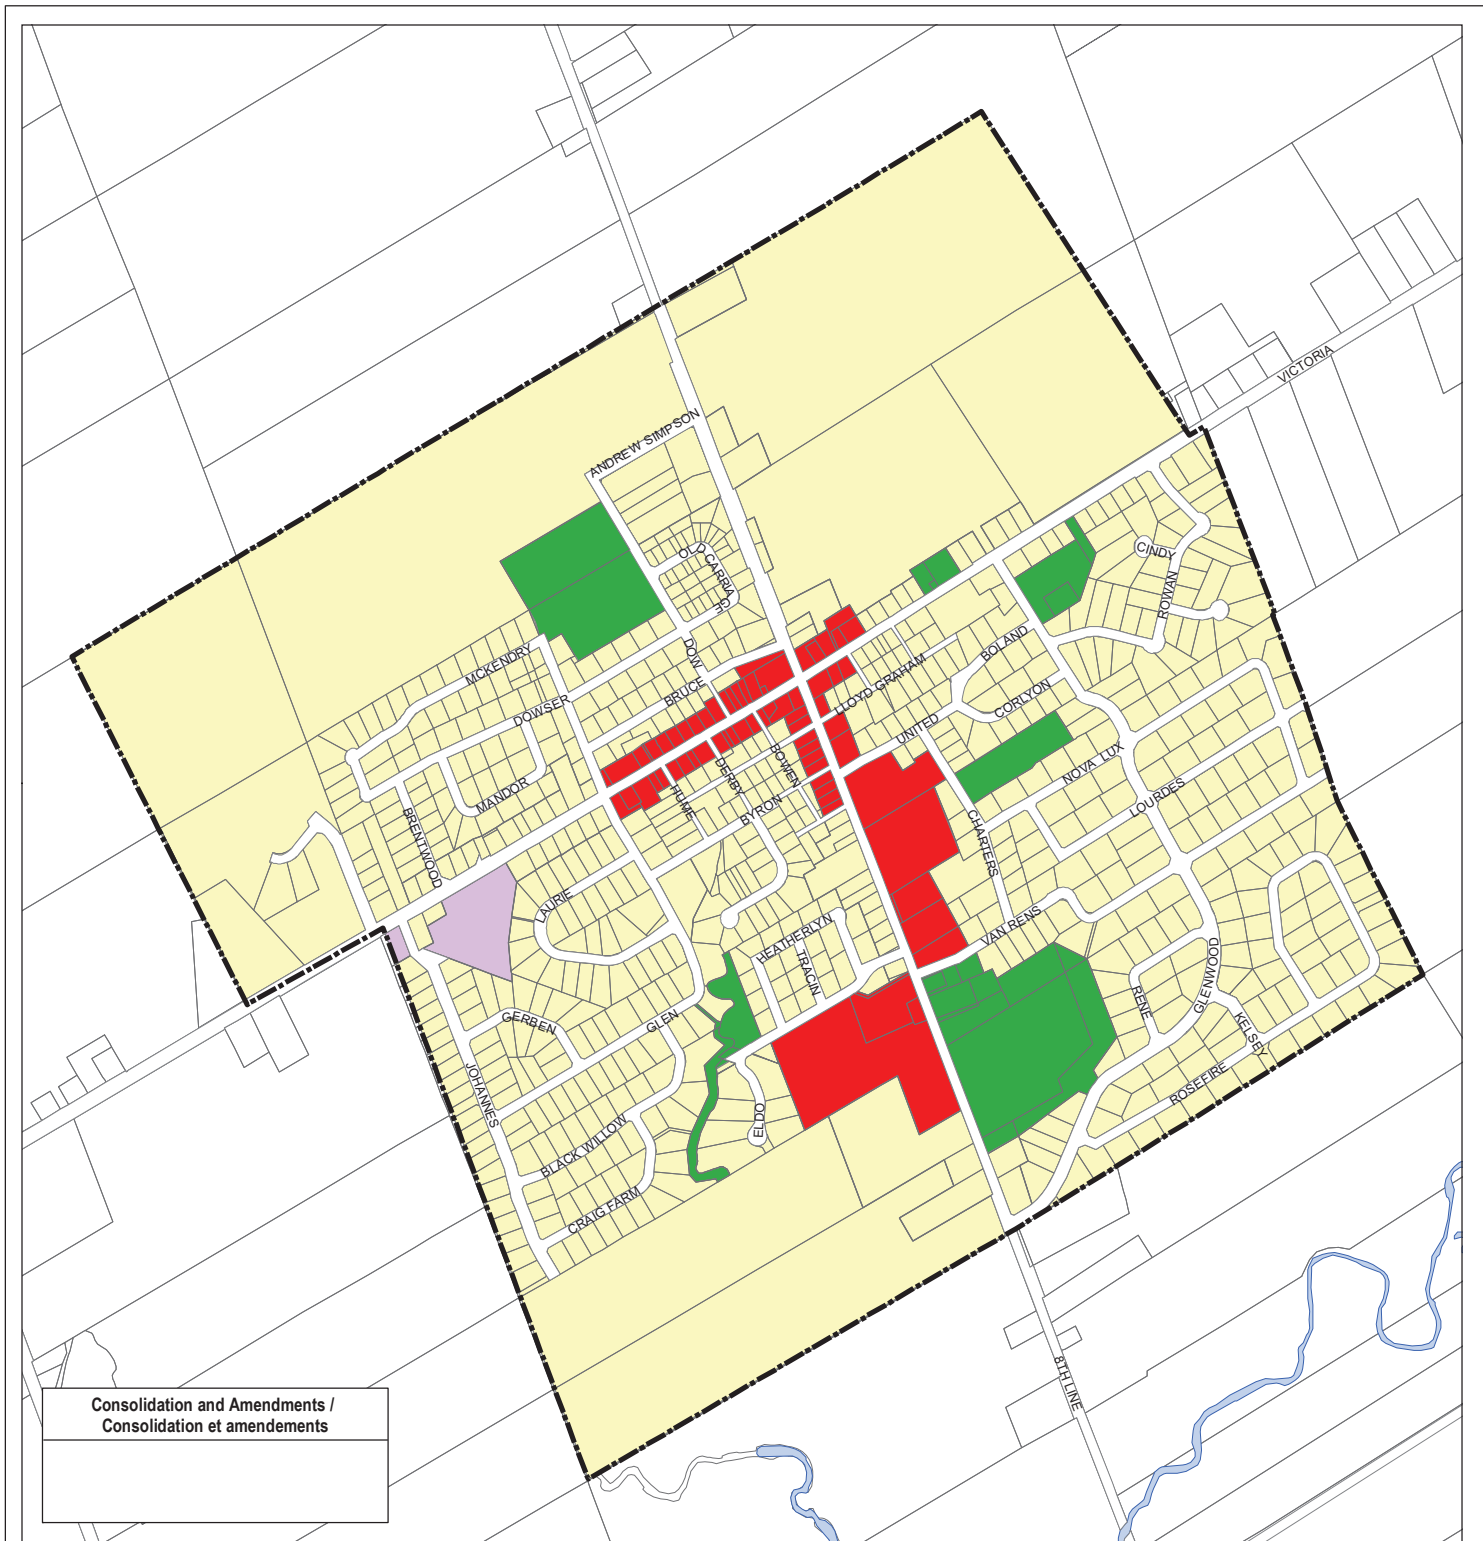 VICTORIA
ANDREW SIMPSON
OLD CARRIAGE
CINDY
ROWAN
MCKENDRY
DOW
BOLAND
LLOYD GRAHAM
BRUCE
DOWSER
CORLYON
UNITED
BOWEN
NOVA LUX
DERBY
LOURDES
MANDOR
HUME
BYRON
BRENTWOOD
CHARTERS
LAURIE
HEATHERLYN
VAN RENS
TRACIN
GLENWOOD
RENE
GERBEN
GLEN
KELSEY
JOHANNES
ROSEFIRE
ELDO
BLACK WILLOW
CRAIG FARM
8TH LINE
Consolidation and Amendments /
Consolidation et amendements